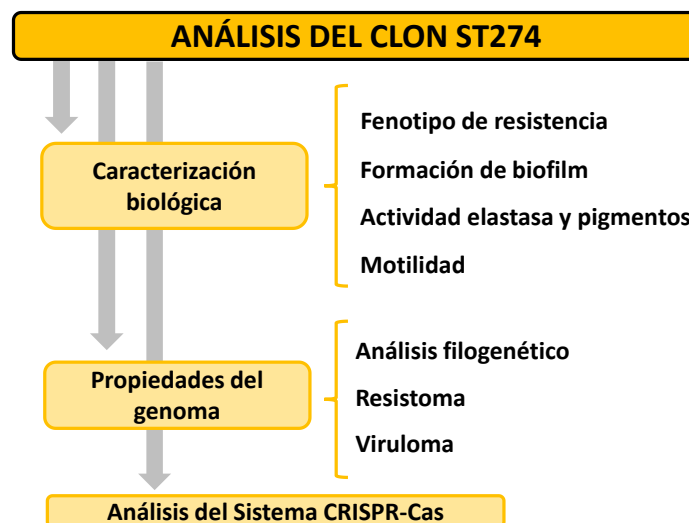 ANÁLISIS DEL CLON ST274
Caracterización
biológica
Fenotipo de resistencia
Formación de biofilm
Actividad elastasa y pigmentos
Motilidad
Propiedades del
genoma
Análisis filogenético
Resistoma
Viruloma
Análisis del Sistema CRISPR-Cas